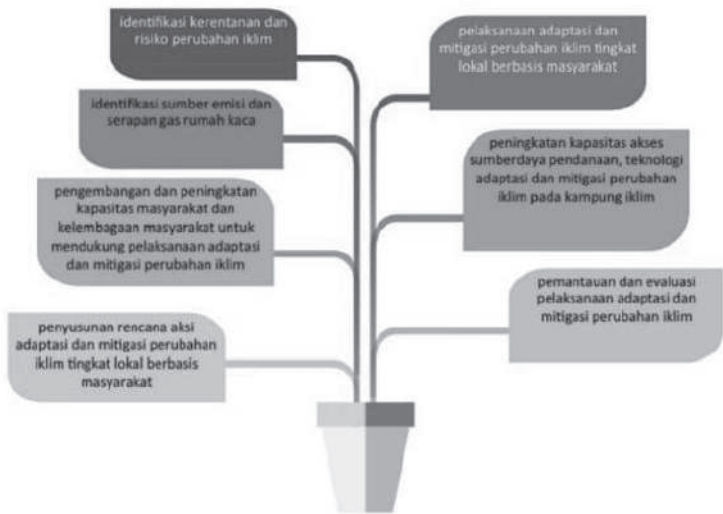 identifikasi kerentanan dan
risiko perubahan iklim
identifikasi sumber emisi dan
serapan gas rumah kaca
pengembangan dan peningkatan
kapasitas masyarakat dan
kelembagaan masyarakat untuk
mendukung pelaksanaan adaptasi
dan mitigasi perubahan iklim
penyusunan rencana aksi
adaptasi dan mitigasi perubahan
iklim tingkat lokal berbasis
masyarakat
pelaksanaan adaptasi dan
mitigasi perubahan iklim tingkat
lokal berbasis masyarakat
peningkatan kapasitas akses
sumberdaya pendanaan, teknologi
adaptasi dan mitigasi perubahan
iklim pada kampung iklim
pemantauan dan evaluasi
pelaksanaan adaptasi dan
mitigasi perubahan iklim